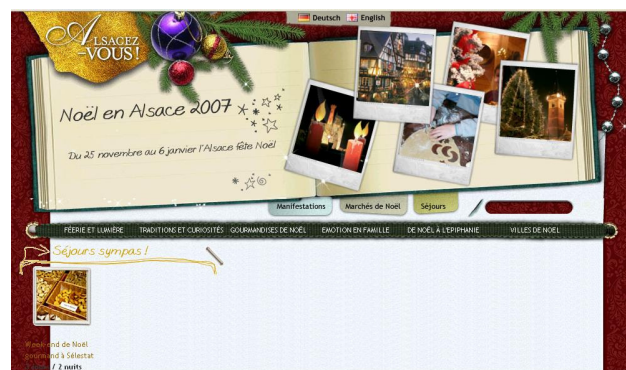 Deutsch English
ALSACEZ
-VOUS!
Noël en Alsace 2007
Du 25 novembre au 6 janvier l'Alsace fête Noël
Manifestations Marchés de Noël Séjours
FÉERIE ET LUMIÈRE TRADITIONS ET CURIOSITÉS GOURMANDISES DE NOËL EMOTION EN FAMILLE DE NOËL À L'EPIPHANIE VILLES DE NOEL
Séjours sympas !
Weekend de Noël
gourmand à Sélestat
/ 2 nuits